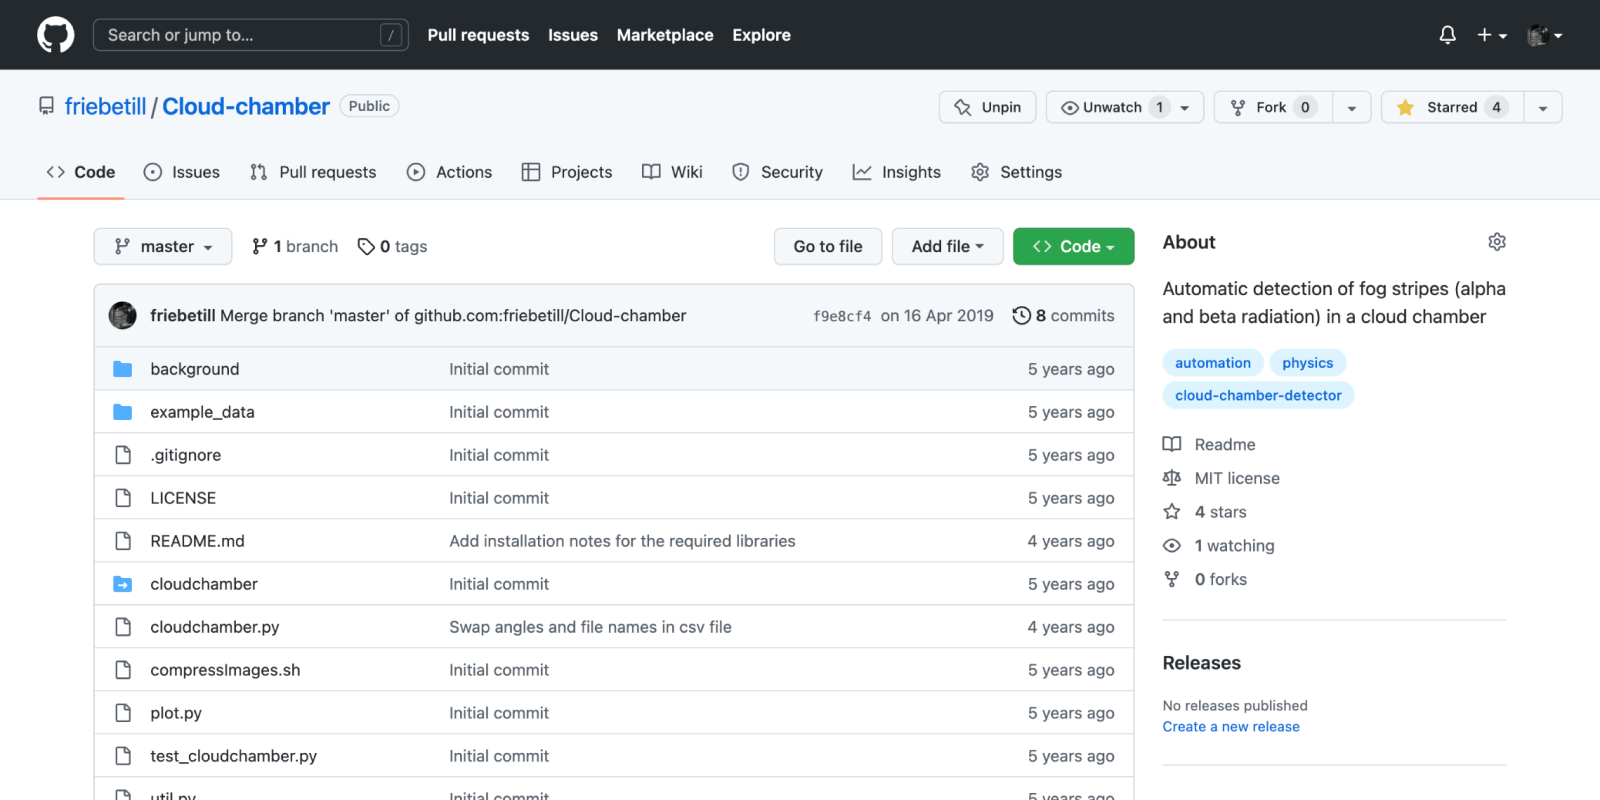 Search or jump to... /
Pull requests Issues Marketplace Explore
friebetill / Cloud-chamber Public
Unpin Unwatch 1 Fork 0 Starred 4
Code Issues Pull requests Actions Projects Wiki Security Insights Settings
master 1 branch 0 tags Go to file Add file <> Code
friebetill Merge branch 'master' of github.com:friebetill/Cloud-chamber f9e8cf4 on 16 Apr 2019 8 commits
background Initial commit 5 years ago
example_data Initial commit 5 years ago
.gitignore Initial commit 5 years ago
LICENSE Initial commit 5 years ago
README.md Add installation notes for the required libraries 4 years ago
cloudchamber Initial commit 5 years ago
cloudchamber.py Swap angles and file names in csv file 4 years ago
compressImages.sh Initial commit 5 years ago
plot.py Initial commit 5 years ago
test_cloudchamber.py Initial commit 5 years ago
util.py Initial commit 5 years ago
About
Automatic detection of fog stripes (alpha
and beta radiation) in a cloud chamber
automation physics
cloud-chamber-detector
Readme
MIT license
4 stars
1 watching
0 forks
Releases
No releases published
Create a new release